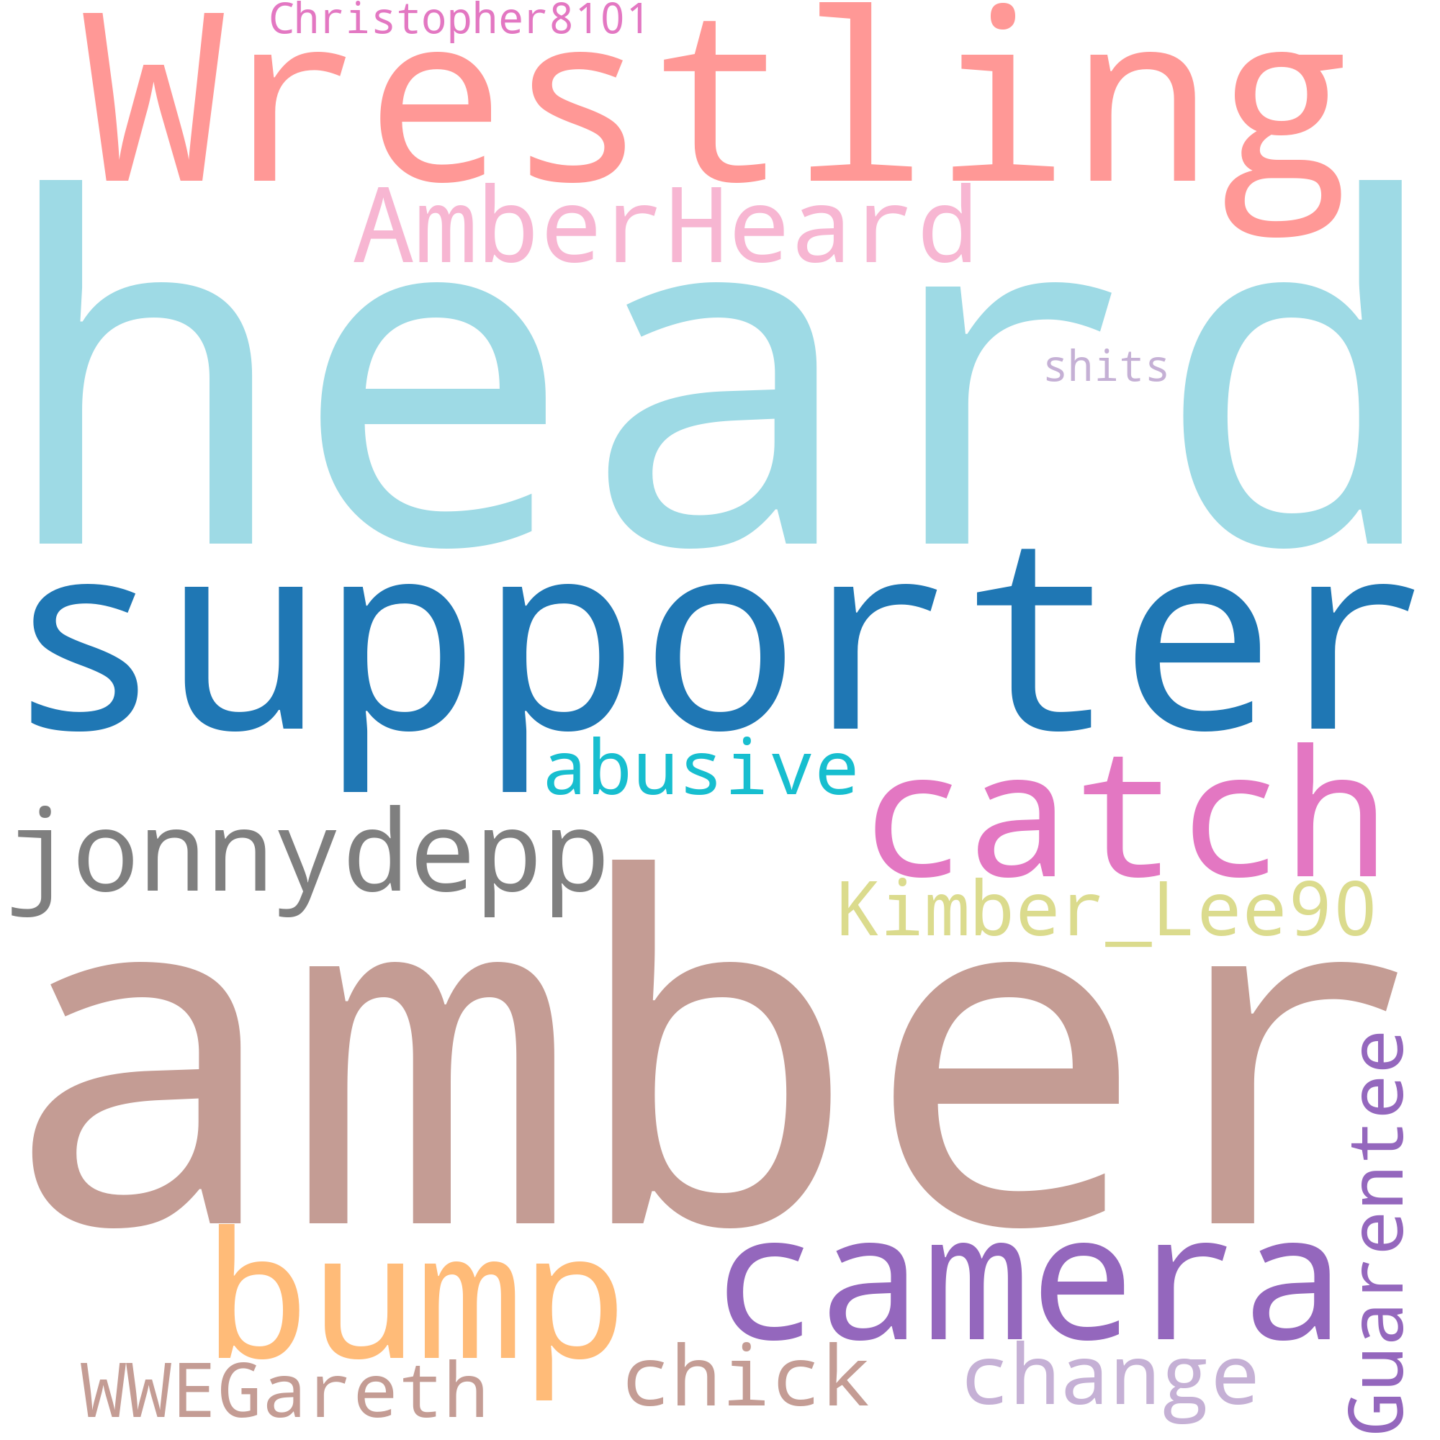 Christopher8101
Wrestling
AmberHeard
heard
shits
supporter
abusive
catch
jonnydepp
Kimber_Lee90
amber
Guarentee
bump
camera
WWEGareth
chick
change